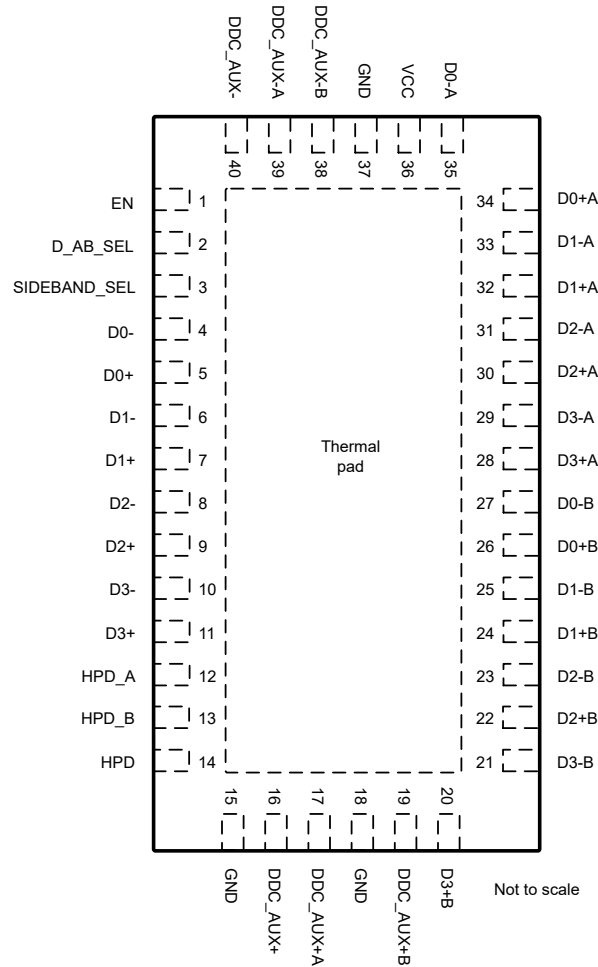 DDC_AUX-
DDC_AUX-A
DDC_AUX-B
GND
VCC
D0-A
40
39
38
37
36
35
EN 1
D_AB_SEL 2
SIDEBAND_SEL 3
D0- 4
D0+ 5
D1- 6
D1+ 7
D2- 8
D2+ 9
D3- 10
D3+ 11
HPD_A 12
HPD_B 13
HPD 14
Thermal
pad
34 D0+A
33 D1-A
32 D1+A
31 D2-A
30 D2+A
29 D3-A
28 D3+A
27 D0-B
26 D0+B
25 D1-B
24 D1+B
23 D2-B
22 D2+B
21 D3-B
15
16
17
18
19
20
GND
DDC_AUX+
DDC_AUX+A
GND
DDC_AUX+B
D3+B
Not to scale